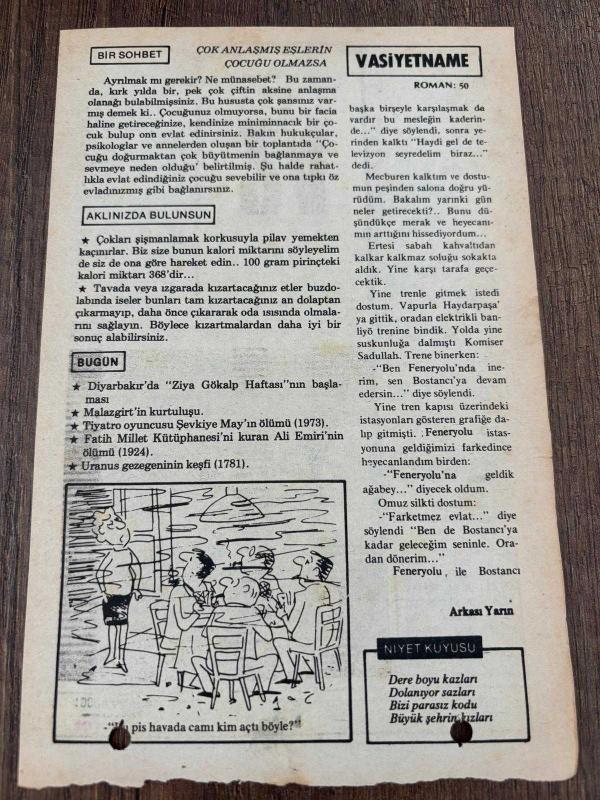 BİR SOHBET
ÇOK ANLAŞMIŞ EŞLERİN
ÇOCUĞU OLMAZSA
Ayrılmak mı gerekir? Ne münasebet? Bu zaman-
da, kırk yılda bir, pek çok çiftin aksine anlaşma
olanağı bulabilmişsiniz. Bu hususta çok şansınız var-
mış demek ki.. Çocuğunuz olmuyorsa, bunu bir facia
haline getireceğinize, kendinize miniminnacık bir ço-
cuk bulup onu evlat edinirsiniz. Bakın hukukçular,
psikologlar ve annelerden oluşan bir toplantıda "Ço-
cuğu doğurmaktan çok büyütmenin bağlanmaya ve
sevmeye neden olduğu" belirtilmiş. Şu halde rahat-
lıkla evlat edindiğiniz çocuğu sevebilir ve ona tıpkı öz
evladınızmış gibi bağlanırsınız.
AKLINIZDA BULUNSUN
★ Çokları şişmanlamak korkusuyla pilav yemekten
kaçınırlar. Biz size bunun kalori miktarını söyleyelim
de siz de ona göre hareket edin.. 100 gram pirinçteki
kalori miktarı 368'dir...
★ Tavada veya ızgarada kızartacağınız etler buzdo-
labında iseler bunları tam kızartacağınız an dolaptan
çıkarmayıp, daha önce çıkararak oda ısısında olmala-
rını sağlayın. Böylece kızartmalardan daha iyi bir
sonuç alabilirsiniz.
BUGÜN
★ Diyarbakır'da "Ziya Gökalp Haftası"nın başla-
ması
★ Malazgirt'in kurtuluşu.
★ Tiyatro oyuncusu Şevkiye May'ın ölümü (1973).
★ Fatih Millet Kütüphanesi'ni kuran Ali Emiri'nin
ölümü (1924).
★ Uranus gezegeninin keşfi (1781).
pis havada camı kim açtı böyle?"
VASİYETNAME
ROMAN: 50
başka birşeyle karşılaşmak da
vardır bu mesleğin kaderin-
de..." diye söylendi, sonra ye-
rinden kalktı "Haydi gel de te-
levizyon seyredelim biraz..."
dedi.
Mecburen kalktım ve dostu-
mun peşinden salona doğru yü-
rüdüm. Bakalım yarınki gün
neler getirecekti?.. Bunu dü-
şündükçe merak ve heyecanı-
mın arttığını hissediyordum...
Ertesi sabah kahvaltıdan
kalkar kalkmaz soluğu sokakta
aldık. Yine karşı tarafa geçe-
cektik.
Yine trenle gitmek istedi
dostum. Vapurla Haydarpaşa'
ya gittik, oradan elektrikli ban-
liyö trenine bindik. Yolda yine
suskunluğa dalmıştı Komiser
Sadullah. Trene binerken:
-"Ben Feneryolu'nda ine-
rim, sen Bostancı'ya devam
edersin..." diye söylendi.
Yine tren kapısı üzerindeki
istasyonları gösteren grafiğe da-
lıp gitmişti. Feneryolu istas-
yonuna geldiğimizi farkedince
heyecanlandım birden:
-"Feneryolu'na geldik
ağabey..." diyecek oldum.
Omuz silkti dostum:
-"Farketmez evlat..." diye
söylendi "Ben de Bostancı'ya
kadar geleceğim seninle. Ora-
dan dönerim..."
Feneryolu, ile Bostancı
Arkası Yarın
NİYET KUYUSU
Dere boyu kazları
Dolanıyor sazları
Bizi parasız kodu
Büyük şehrin kızları